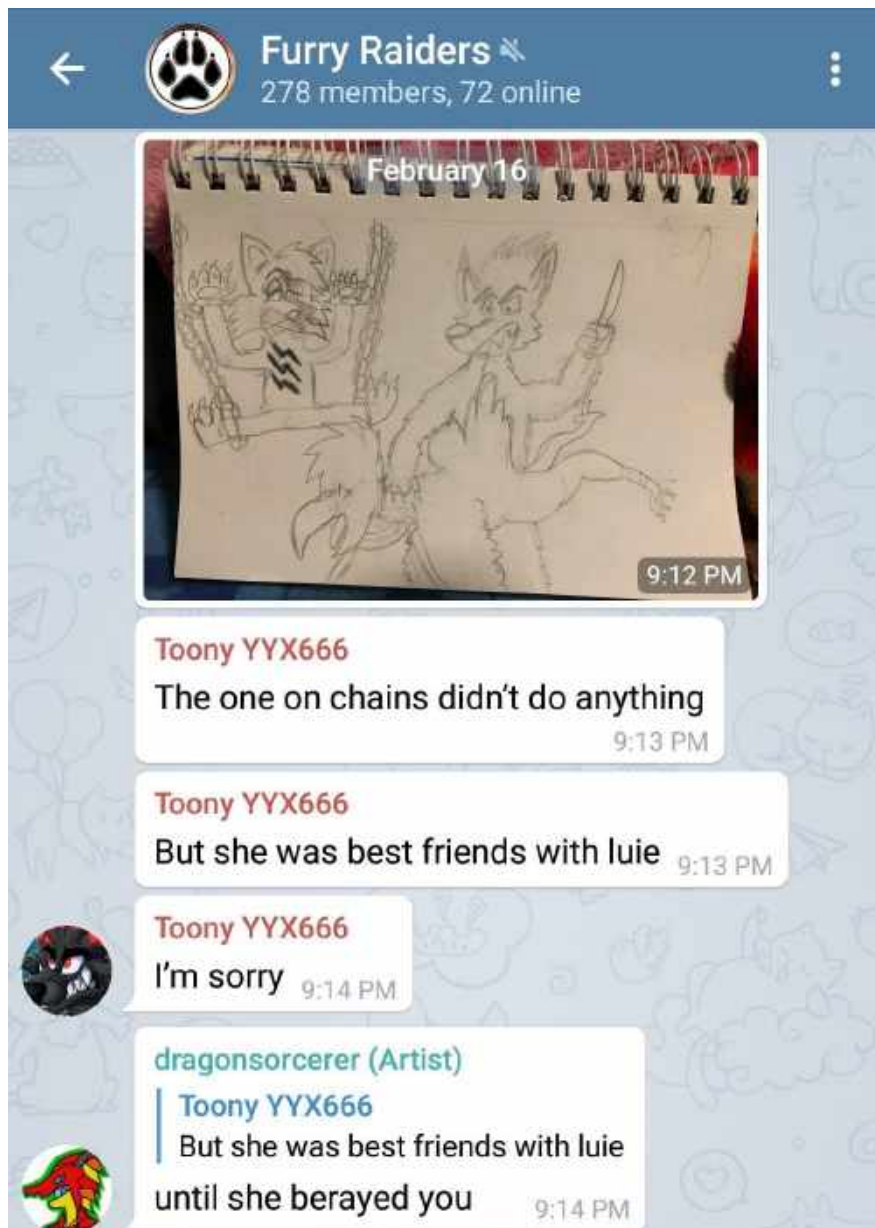 Furry Raiders
278 members, 72 online
February 16
9:12 PM
Toony YYX666
The one on chains didn't do anything
9:13 PM
Toony YYX666
But she was best friends with luie 9:13 PM
Toony YYX666
I'm sorry 9:14 PM
dragonsorcerer (Artist)
Toony YYX666
But she was best friends with luie
until she berayed you 9:14 PM